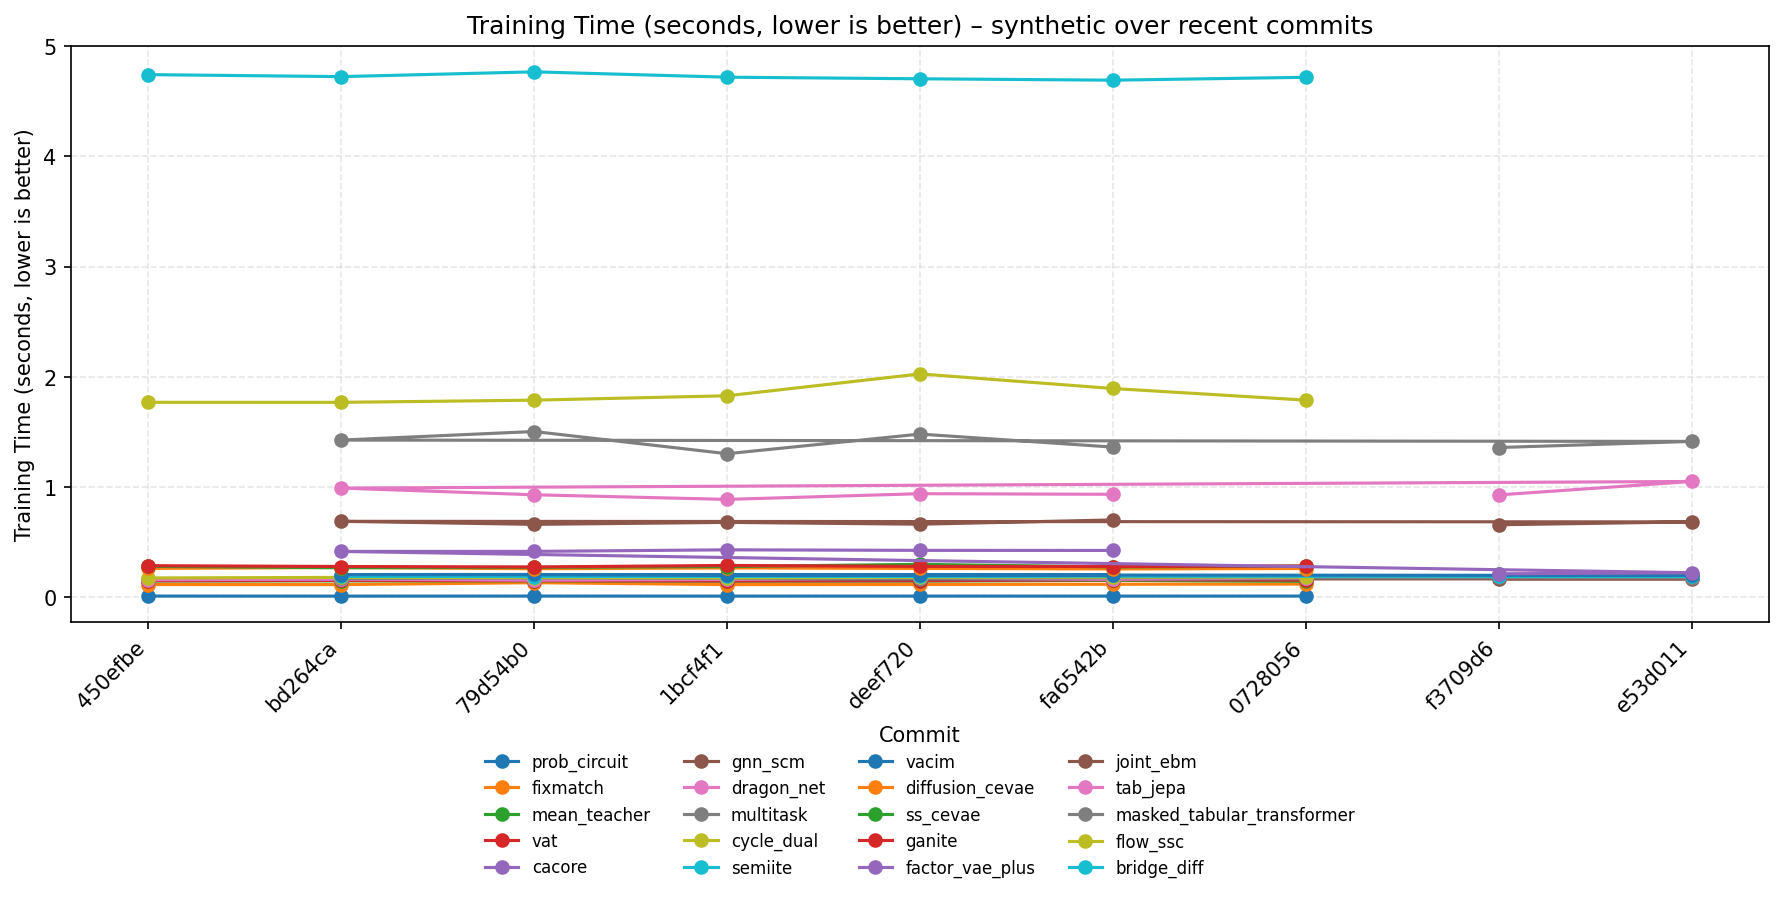 Training Time (seconds, lower is better) – synthetic over recent commits
Training Time (seconds, lower is better)
5
4
3
2
1
0
450efbe
bd264ca
79d54b0
1bcf4f1
deef720
fa6542b
0728056
f3709d6
e53d011
Commit
prob_circuit
fixmatch
mean_teacher
vat
cacore
gnn_scm
dragon_net
multitask
cycle_dual
semiite
vacim
diffusion_cevae
ss_cevae
ganite
factor_vae_plus
joint_ebm
tab_jepa
masked_tabular_transformer
flow_ssc
bridge_diff